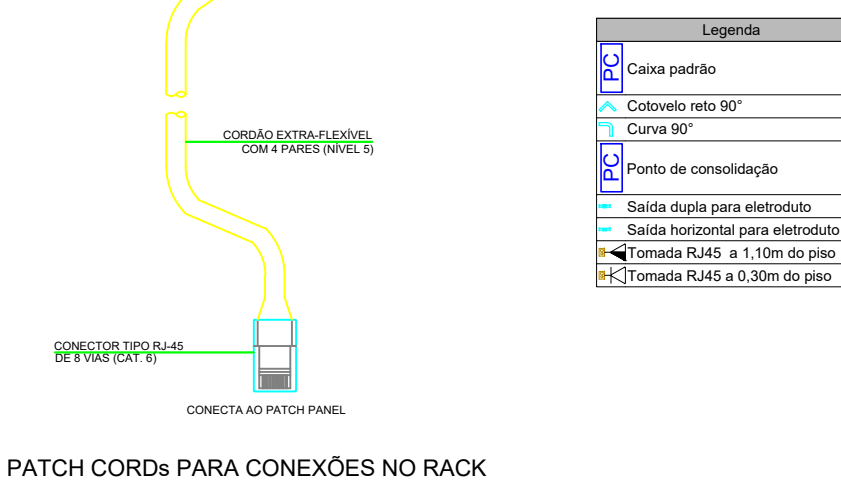 CORDÃO EXTRA-FLEXÍVEL
COM 4 PARES (NÍVEL 5)
CONECTOR TIPO RJ-45
DE 8 VIAS (CAT. 6)
CONECTA AO PATCH PANEL
PATCH CORDs PARA CONEXÕES NO RACK
Legenda
PC Caixa padrão
Cotovelo reto 90°
Curva 90°
PC Ponto de consolidação
Saída dupla para eletroduto
Saída horizontal para eletroduto
Tomada RJ45 a 1,10m do piso
Tomada RJ45 a 0,30m do piso